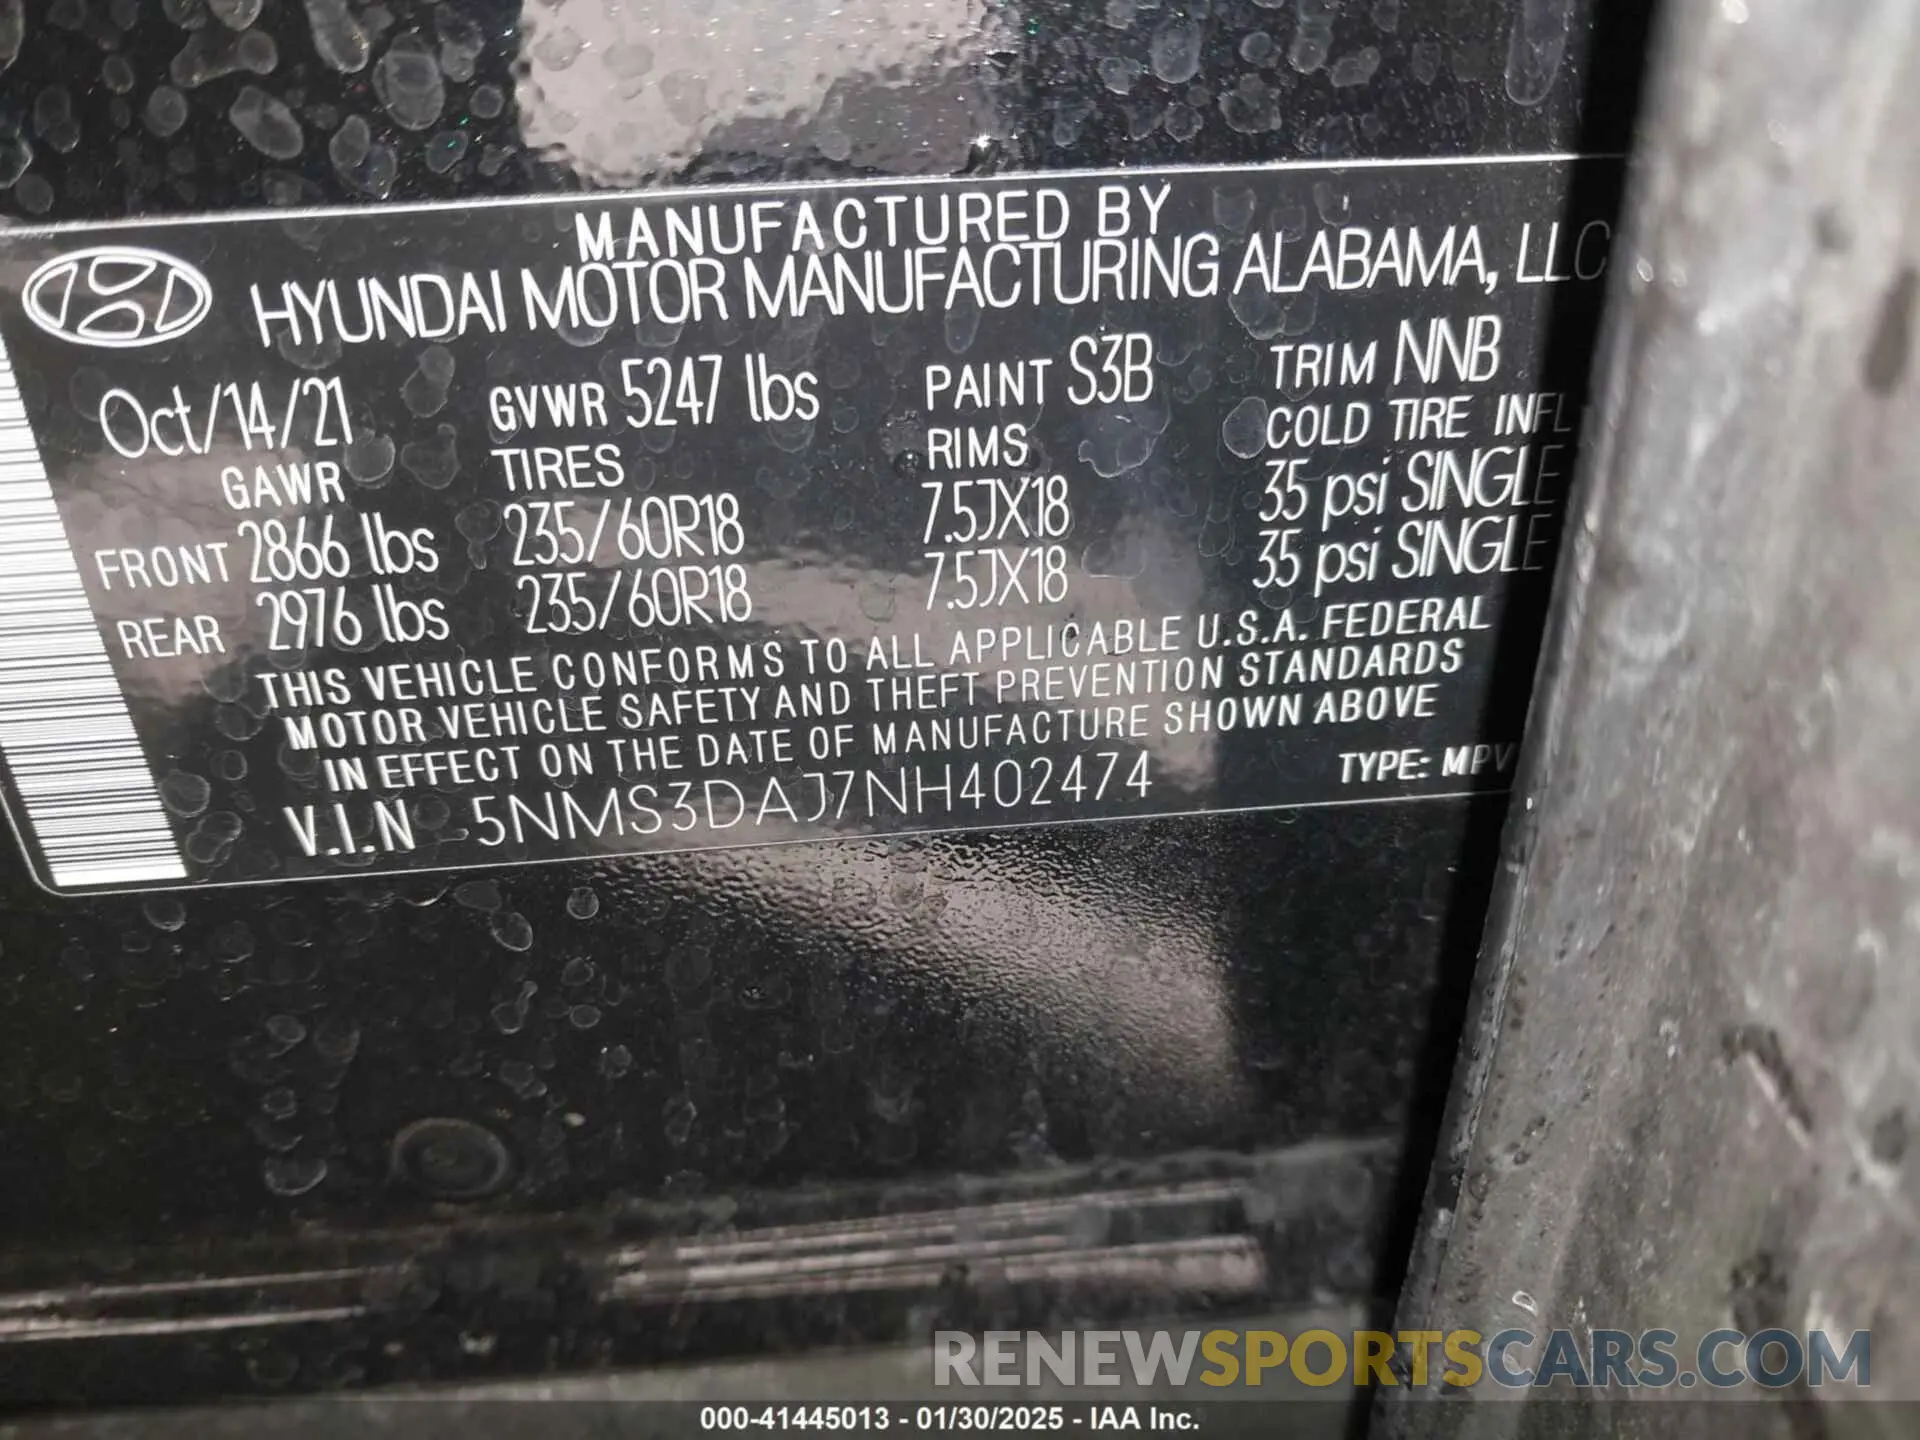 MANUFACTURED BY
HYUNDAI MOTOR MANUFACTURING ALABAMA, LLC
Oct/14/21 GVWR 5247 lbs PAINT S3B TRIM NNB
GAWR TIRES RIMS COLD TIRE INFL
FRONT 2866 lbs 235/60R18 7.5JX18 35 psi SINGLE
REAR 2976 lbs 235/60R18 7.5JX18 35 psi SINGLE
THIS VEHICLE CONFORMS TO ALL APPLICABLE U.S.A. FEDERAL
MOTOR VEHICLE SAFETY AND THEFT PREVENTION STANDARDS
IN EFFECT ON THE DATE OF MANUFACTURE SHOWN ABOVE
V.I.N 5NMS3DAJ7NH402474 TYPE: MPV
RENEWSPORTSCARS.COM
000-41445013 - 01/30/2025 - IAA Inc.